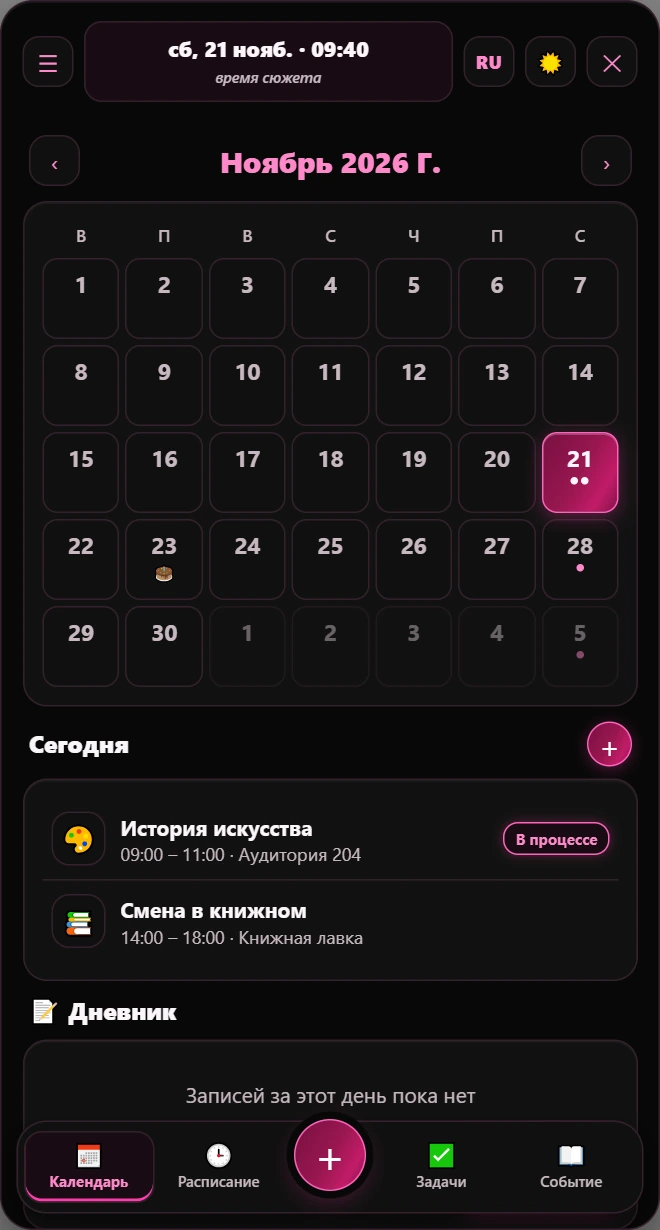 сб, 21 нояб. · 09:40
время сюжета
RU
‹ Ноябрь 2026 Г. ›
В П В С Ч П С
1 2 3 4 5 6 7
8 9 10 11 12 13 14
15 16 17 18 19 20 21
22 23 24 25 26 27 28
29 30 1 2 3 4 5
Сегодня
+
История искусства
09:00 – 11:00 · Аудитория 204
В процессе
Смена в книжном
14:00 – 18:00 · Книжная лавка
Дневник
Записей за этот день пока нет
+
Календарь Расписание Задачи Событие